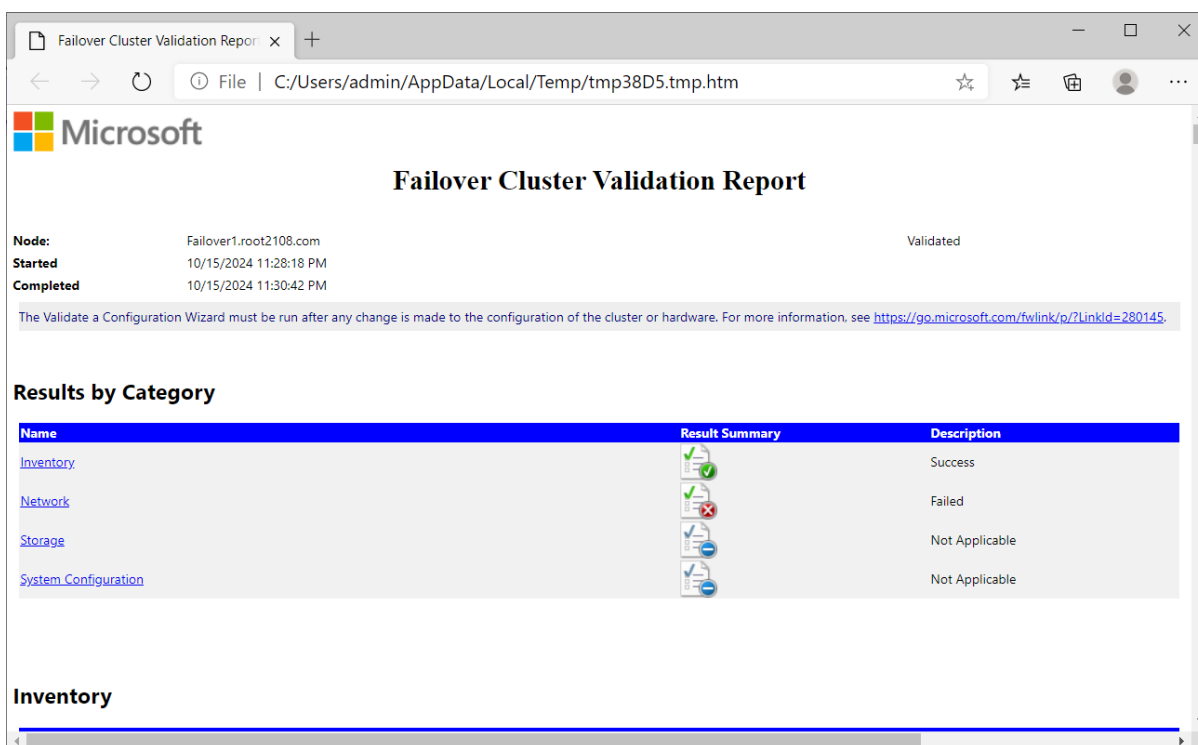 Failover Cluster Validation Repor
File | C:/Users/admin/AppData/Local/Temp/tmp38D5.tmp.htm
Microsoft
Failover Cluster Validation Report
Node: Failover1.root2108.com Validated
Started 10/15/2024 11:28:18 PM
Completed 10/15/2024 11:30:42 PM
The Validate a Configuration Wizard must be run after any change is made to the configuration of the cluster or hardware. For more information, see https://go.microsoft.com/fwlink/p/?LinkId=280145.
Results by Category
Name Result Summary Description
Inventory Success
Network Failed
Storage Not Applicable
System Configuration Not Applicable
Inventory